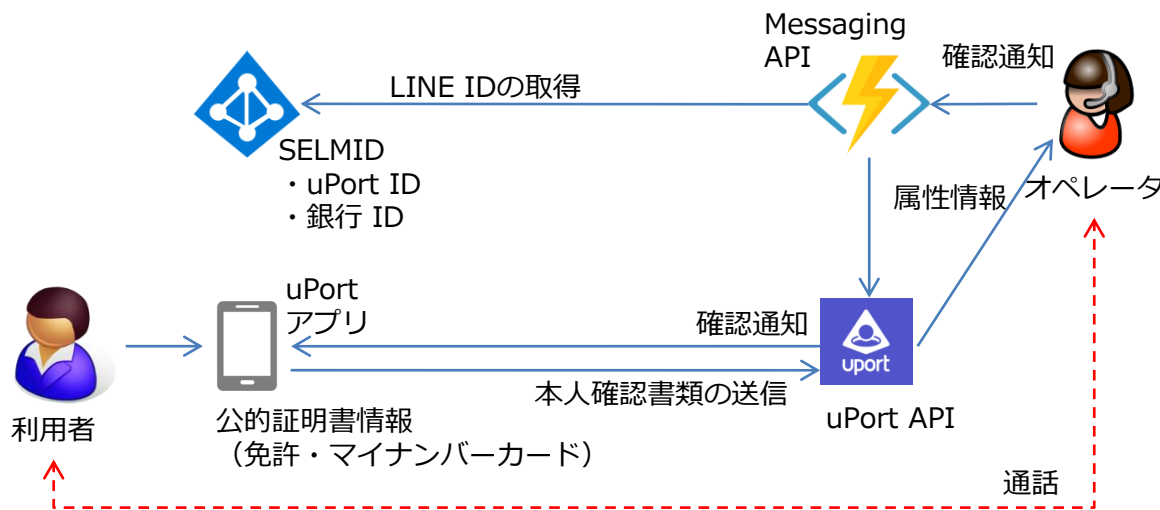 Messaging
API
確認通知
LINE IDの取得
SELMID
・uPort ID
・銀行 ID
属性情報
オペレータ
uPort
アプリ
確認通知
uport
本人確認書類の送信
uPort API
利用者
公的証明書情報
（免許・マイナンバーカード）
通話